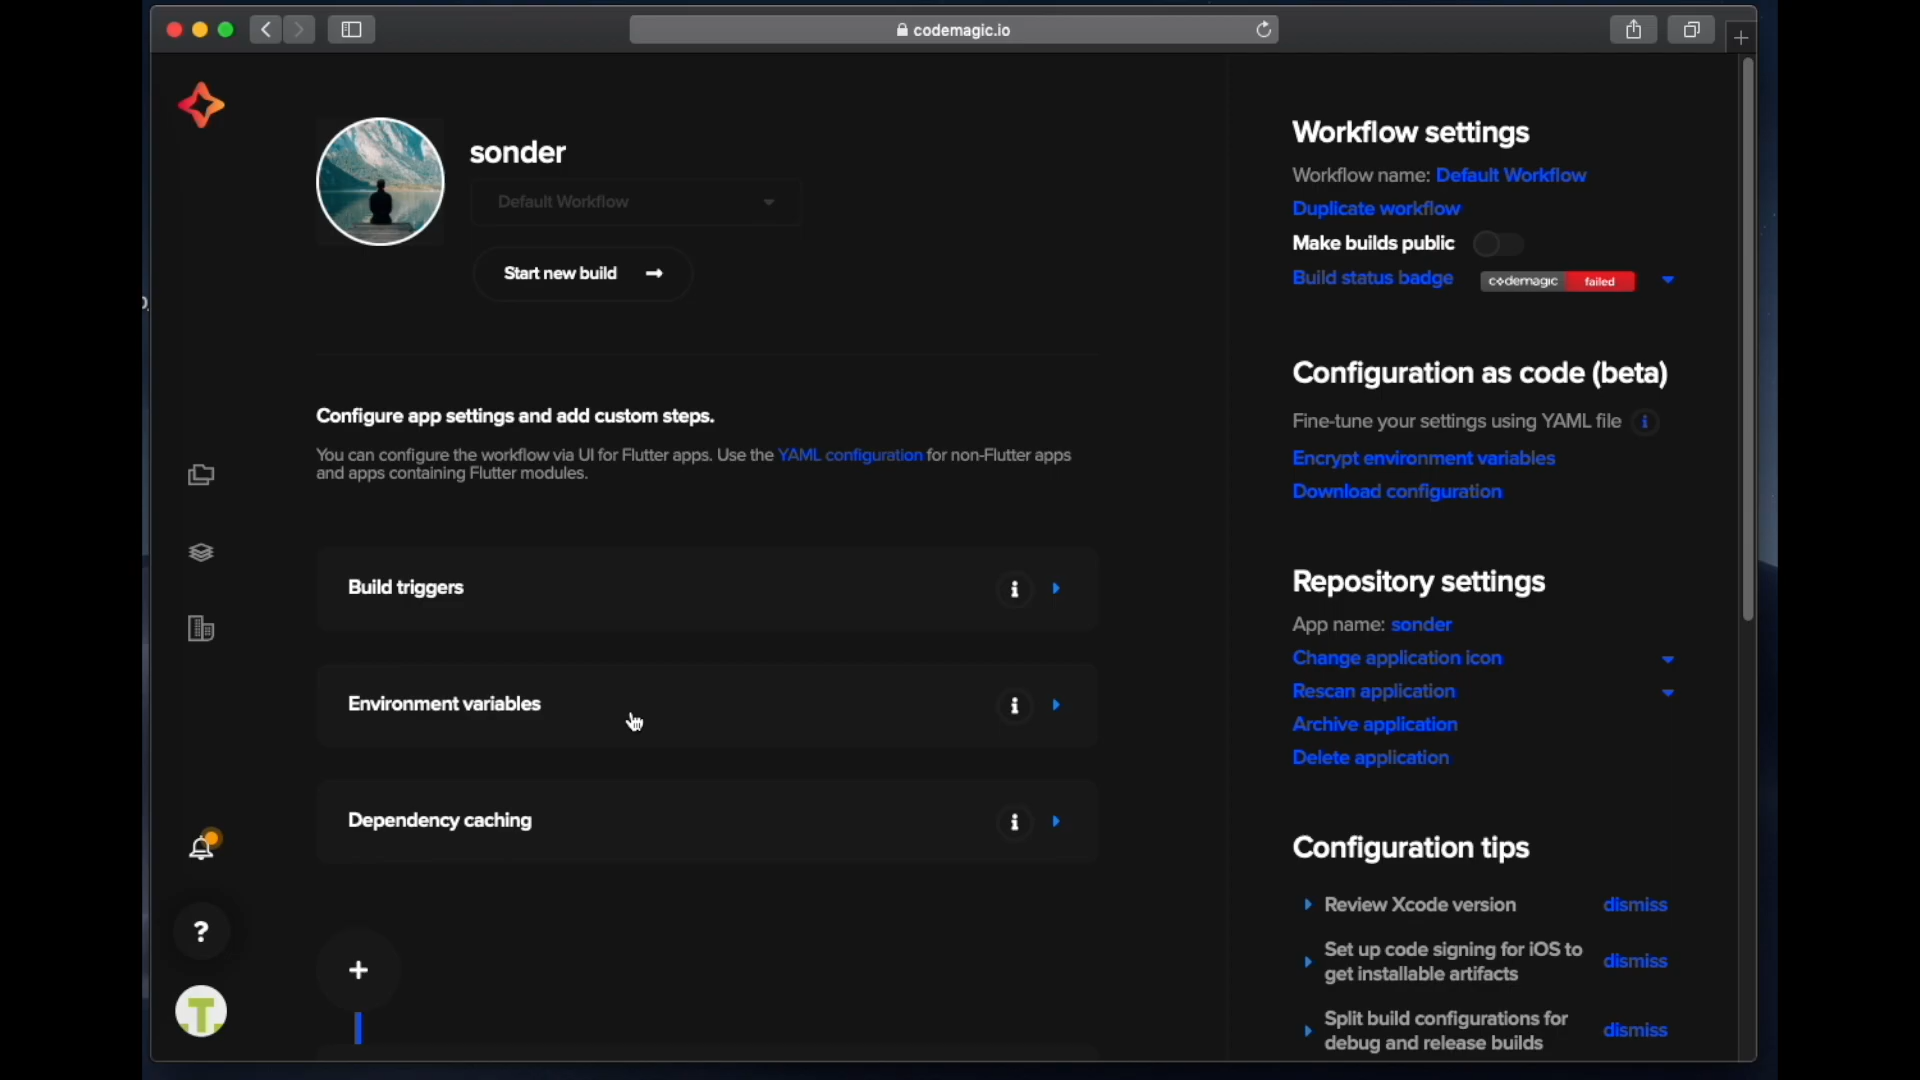 codemagic.io
sonder
Default Workflow
Start new build
Configure app settings and add custom steps.
You can configure the workflow via UI for Flutter apps. Use the YAML configuration for non-Flutter apps
and apps containing Flutter modules.
Build triggers
Environment variables
Dependency caching
Workflow settings
Workflow name: Default Workflow
Duplicate workflow
Make builds public
Build status badge codemagic failed
Configuration as code (beta)
Fine-tune your settings using YAML file
Encrypt environment variables
Download configuration
Repository settings
App name: sonder
Change application icon
Rescan application
Archive application
Delete application
Configuration tips
Review Xcode version dismiss
Set up code signing for iOS to
get installable artifacts dismiss
Split build configurations for
debug and release builds dismiss
?
T